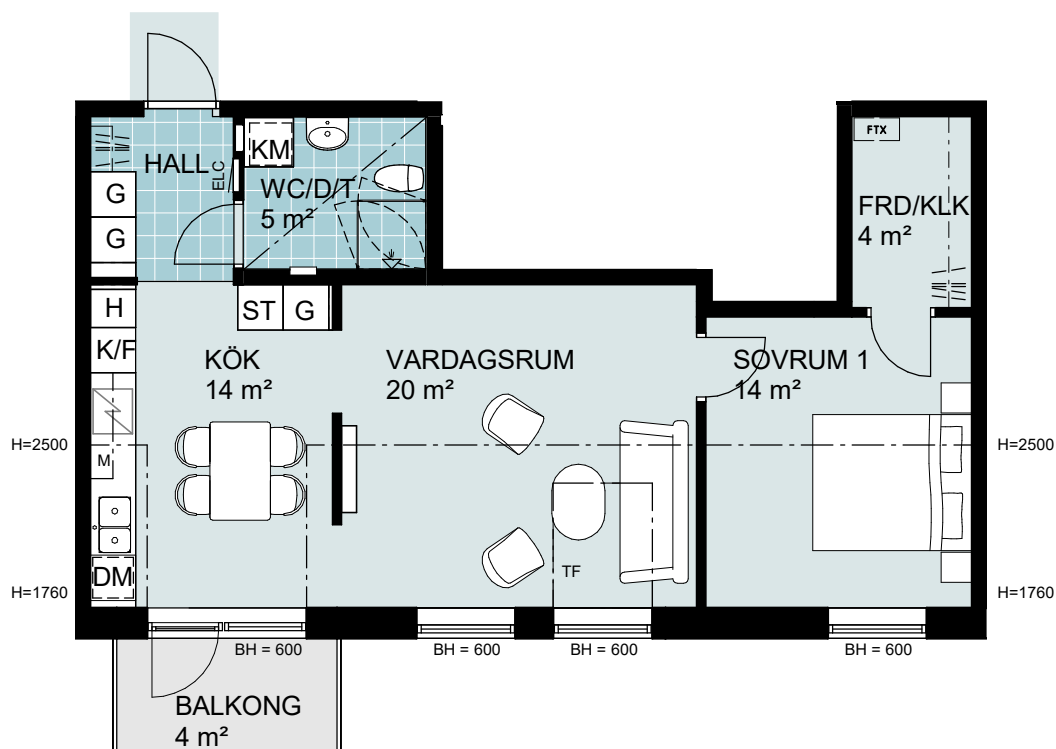 HALL
ELC
KM
WC/D/T
5 m²
G
G
FTX
FRD/KLK
4 m²
H
ST
G
K/F
KÖK
14 m²
VARDAGSRUM
20 m²
SOVRUM 1
14 m²
H=2500
M
H=2500
DM
TF
H=1760
H=1760
BH = 600
BH = 600
BH = 600
BH = 600
BALKONG
4 m²